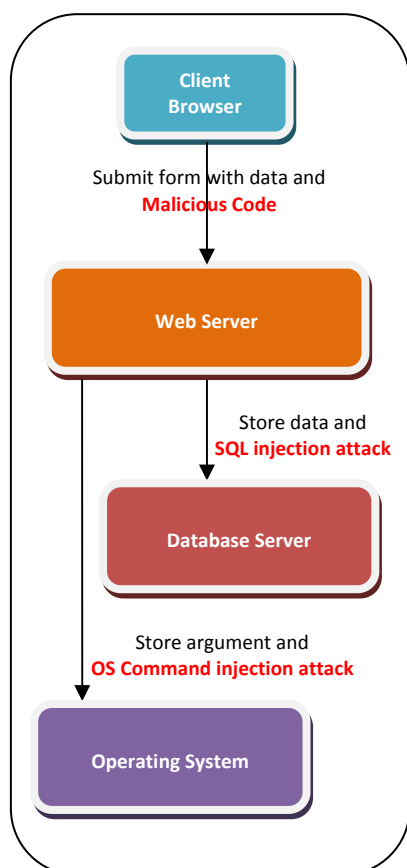 Client
Browser
Submit form with data and
Malicious Code
Web Server
Store data and
SQL injection attack
Database Server
Store argument and
OS Command injection attack
Operating System